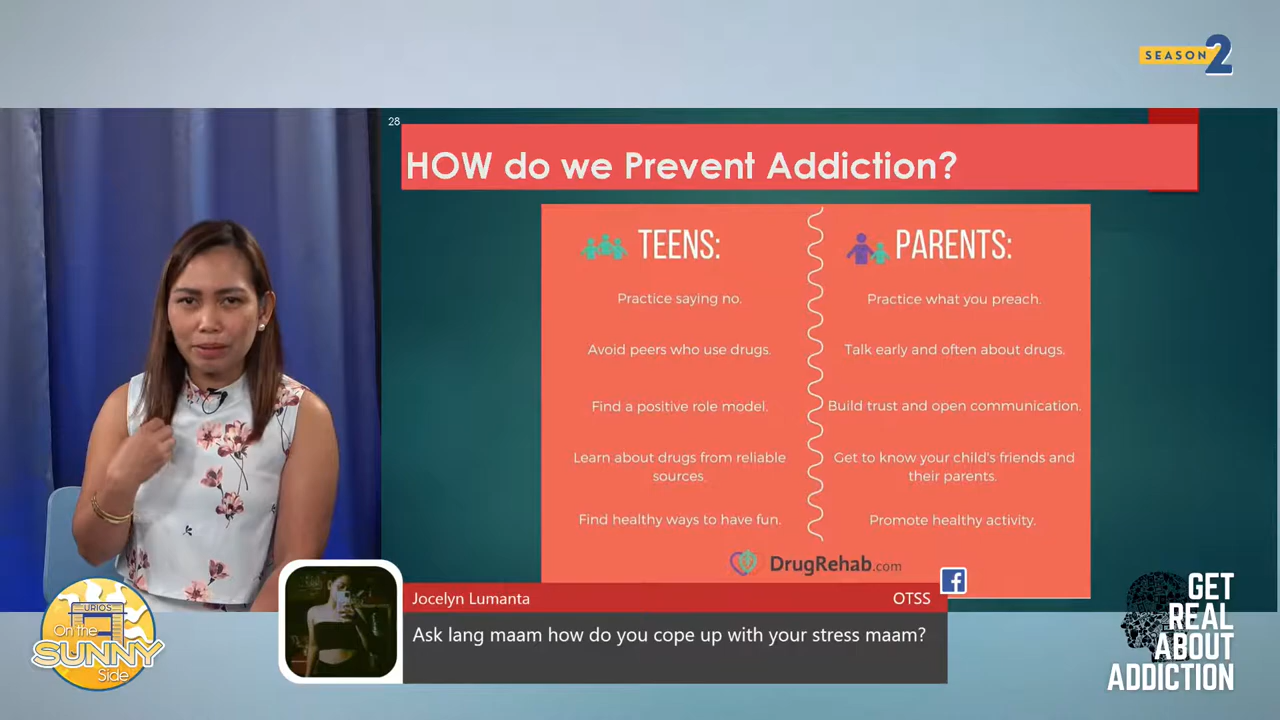 SEASON 2
28
HOW do we Prevent Addiction?
TEENS:
Practice saying no.
Avoid peers who use drugs.
Find a positive role model.
Learn about drugs from reliable
sources.
Find healthy ways to have fun.
PARENTS:
Practice what you preach.
Talk early and often about drugs.
Build trust and open communication.
Get to know your child's friends and
their parents.
Promote healthy activity.
DrugRehab.com
Jocelyn Lumanta
OTSS
Ask lang maam how do you cope up with your stress maam?
URIOS
On the
SUNNY
Side
GET
REAL
ABOUT
ADDICTION